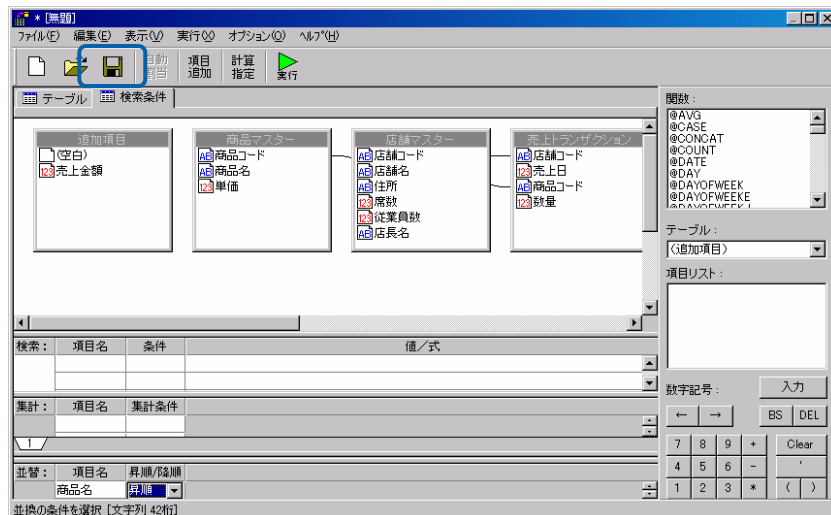 * [無題]
ファイル(F) 編集(E) 表示(V) 実行(X) オプション(O) ヘルプ(H)
自動割当 項目追加 計算指定 実行
テーブル 検索条件
追加項目
(空白)
売上金額
商品マスター
商品コード
商品名
単価
店舗マスター
店舗コード
店舗名
住所
席数
従業員数
店長名
売上トランザクション
店舗コード
売上日
商品コード
数量
関数:
@AVG
@CASE
@CONCAT
@COUNT
@DATE
@DAY
@DAYOFWEEK
@DAYOFWEEKE
テーブル:
(追加項目)
項目リスト:
検索: 項目名 条件 値/式
集計: 項目名 集計条件
1
並替: 項目名 昇順/降順
商品名 昇順
数字記号: 入力
← → BS DEL
7 8 9 + Clear
4 5 6 - '
1 2 3 * ( )
並換の条件を選択 [文字列 42桁]